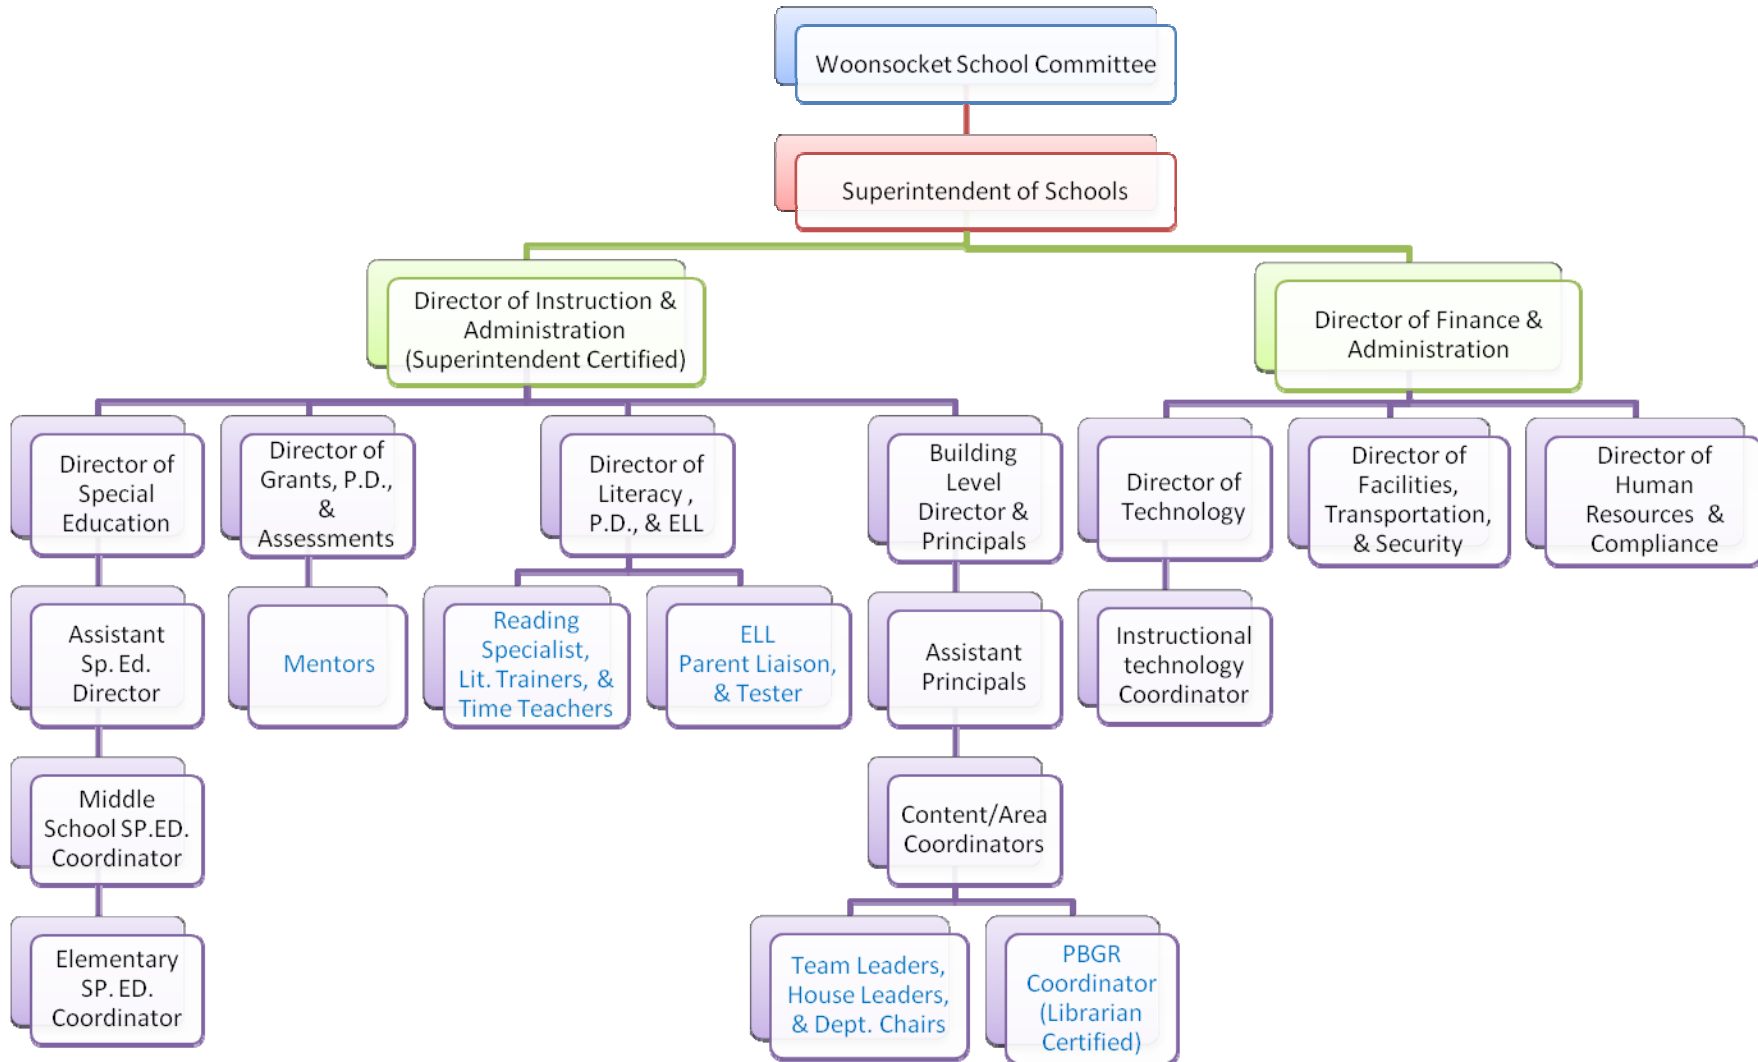 Woonsocket School Committee
Superintendent of Schools
Director of Instruction &
Administration
(Superintendent Certified)
Director of Finance &
Administration
Director of
Special
Education
Director of
Grants, P.D.,
&
Assessments
Director of
Literacy ,
P.D., & ELL
Building
Level
Director &
Principals
Director of
Technology
Director of
Facilities,
Transportation,
& Security
Director of
Human
Resources &
Compliance
Assistant
Sp. Ed.
Director
Mentors
Reading
Specialist,
Lit. Trainers, &
Time Teachers
ELL
Parent Liaison,
& Tester
Assistant
Principals
Instructional
technology
Coordinator
Middle
School SP.ED.
Coordinator
Content/Area
Coordinators
Elementary
SP. ED.
Coordinator
Team Leaders,
House Leaders,
& Dept. Chairs
PBGR
Coordinator
(Librarian
Certified)